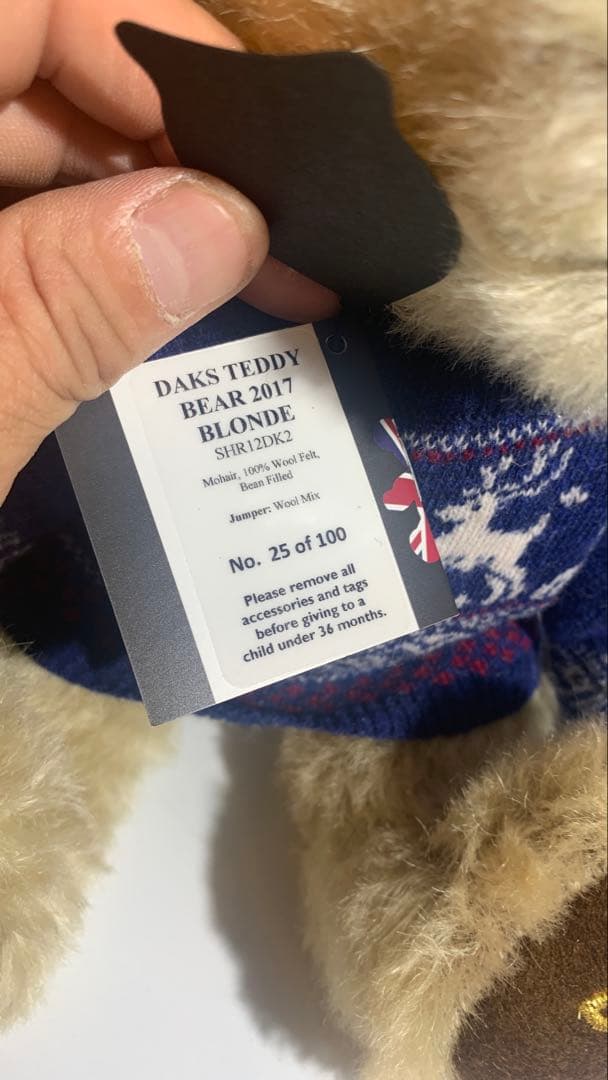 DAKS TEDDY
BEAR 2017
BLONDE
SHR12DK2
Mohair, 100% Wool Felt,
Bean Filled
Jumper: Wool Mix
No. 25 of 100
Please remove all
accessories and tags
before giving to a
child under 36 months.